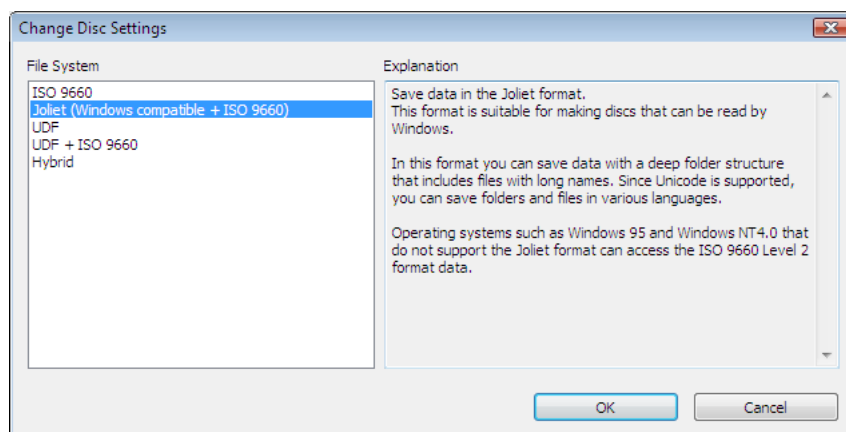 Change Disc Settings
File System
ISO 9660
Joliet (Windows compatible + ISO 9660)
UDF
UDF + ISO 9660
Hybrid
Explanation
Save data in the Joliet format.
This format is suitable for making discs that can be read by
Windows.
In this format you can save data with a deep folder structure
that includes files with long names. Since Unicode is supported,
you can save folders and files in various languages.
Operating systems such as Windows 95 and Windows NT4.0 that
do not support the Joliet format can access the ISO 9660 Level 2
format data.
OK
Cancel